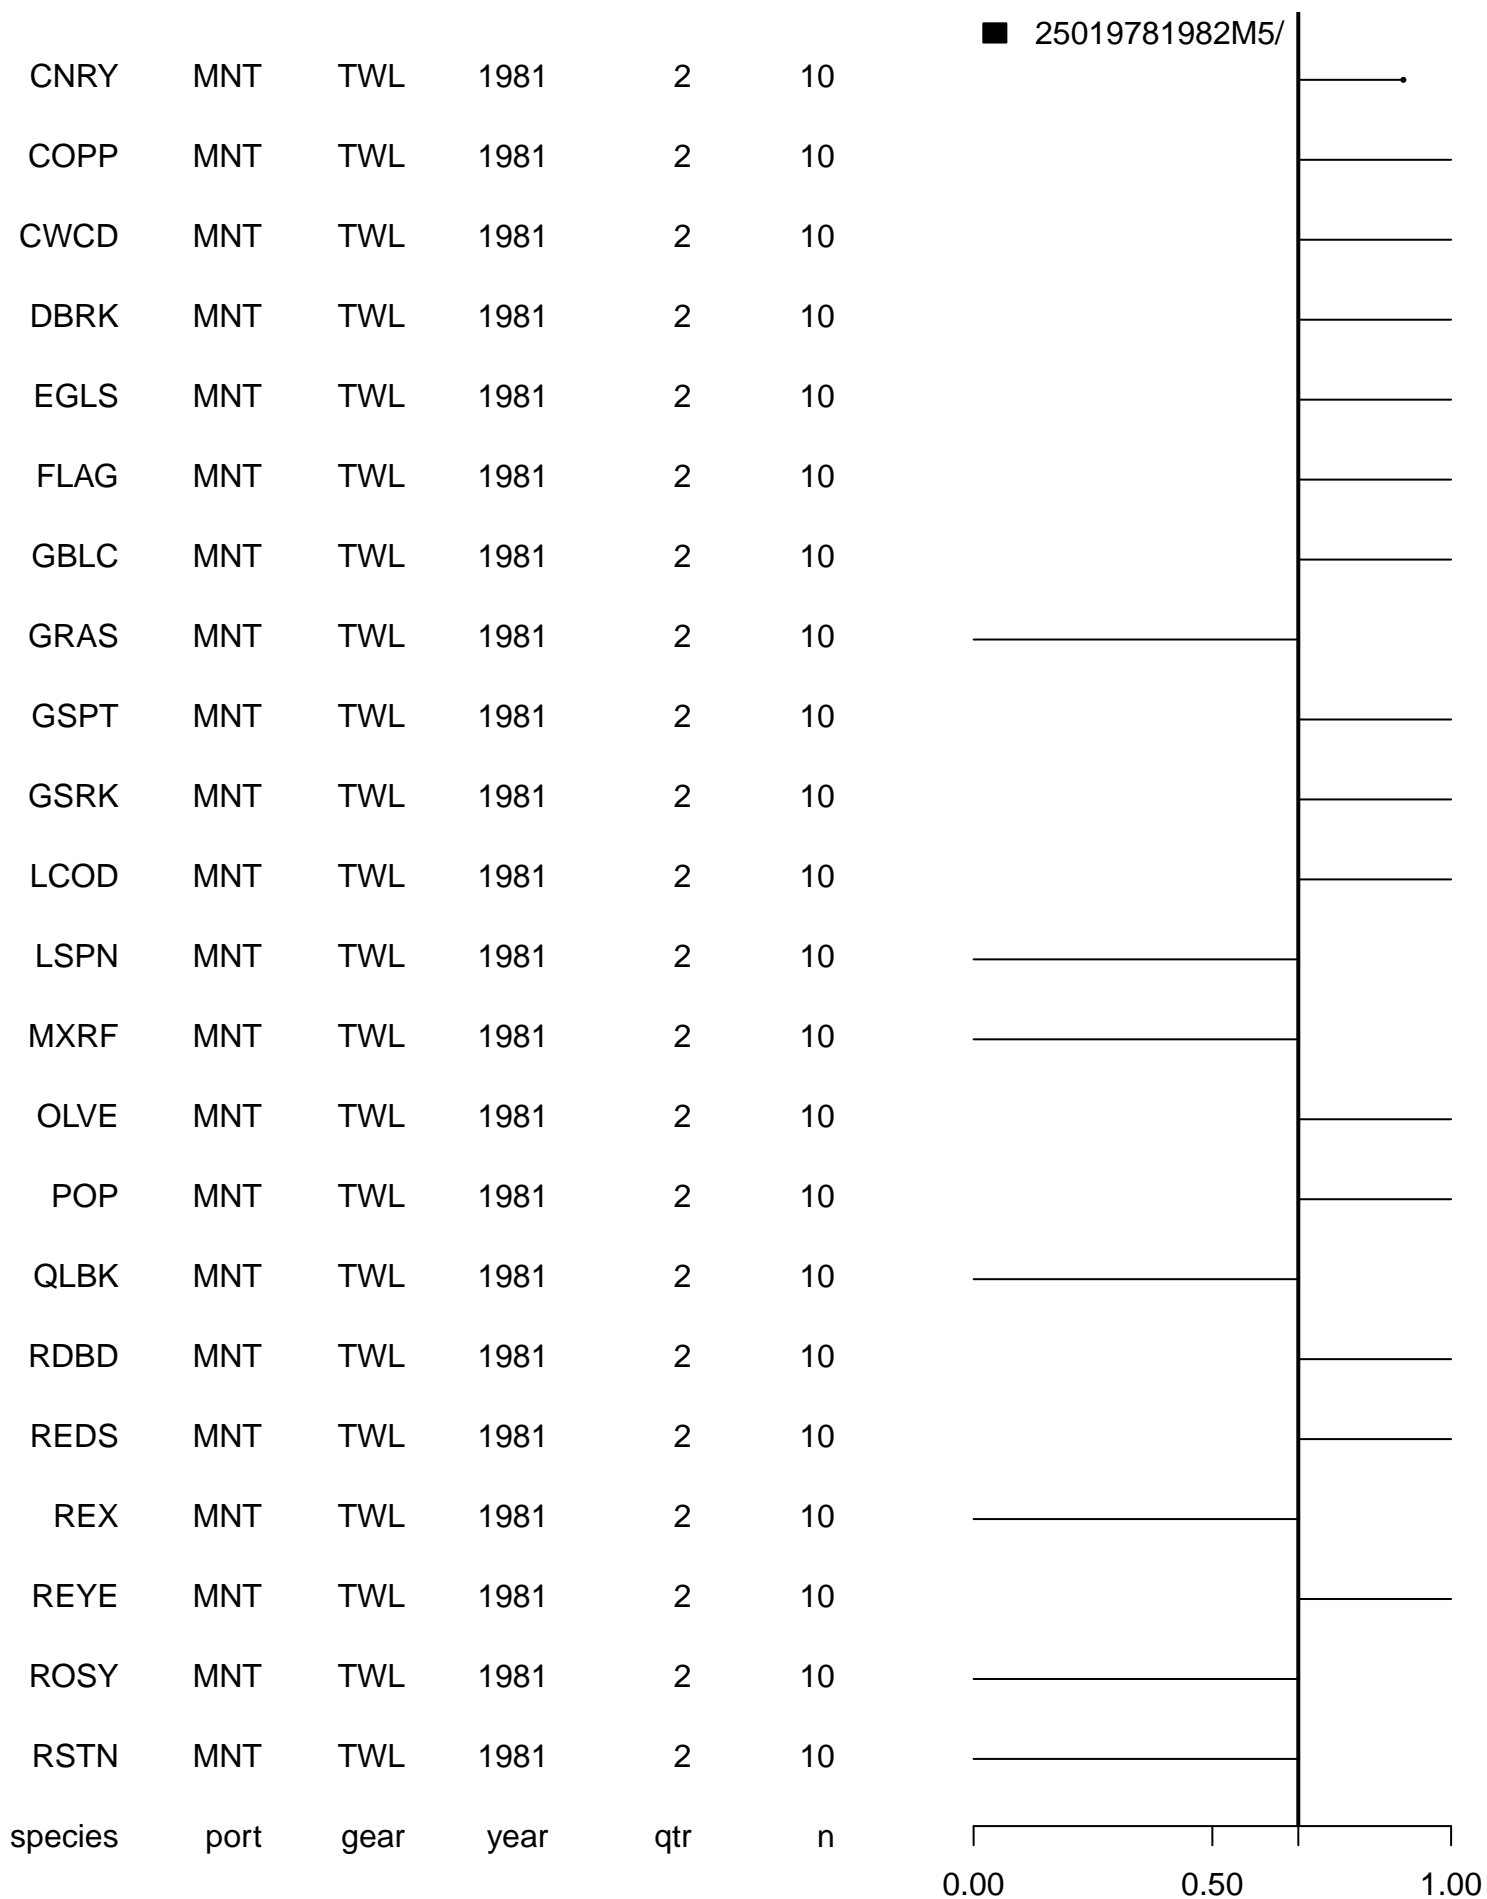 25019781982M5/
CNRY MNT TWL 1981 2 10
COPP MNT TWL 1981 2 10
CWCD MNT TWL 1981 2 10
DBRK MNT TWL 1981 2 10
EGLS MNT TWL 1981 2 10
FLAG MNT TWL 1981 2 10
GBLC MNT TWL 1981 2 10
GRAS MNT TWL 1981 2 10
GSPT MNT TWL 1981 2 10
GSRK MNT TWL 1981 2 10
LCOD MNT TWL 1981 2 10
LSPN MNT TWL 1981 2 10
MXRF MNT TWL 1981 2 10
OLVE MNT TWL 1981 2 10
POP MNT TWL 1981 2 10
QLBK MNT TWL 1981 2 10
RDBD MNT TWL 1981 2 10
REDS MNT TWL 1981 2 10
REX MNT TWL 1981 2 10
REYE MNT TWL 1981 2 10
ROSY MNT TWL 1981 2 10
RSTN MNT TWL 1981 2 10
species port gear year qtr n
0.00 0.50 1.00